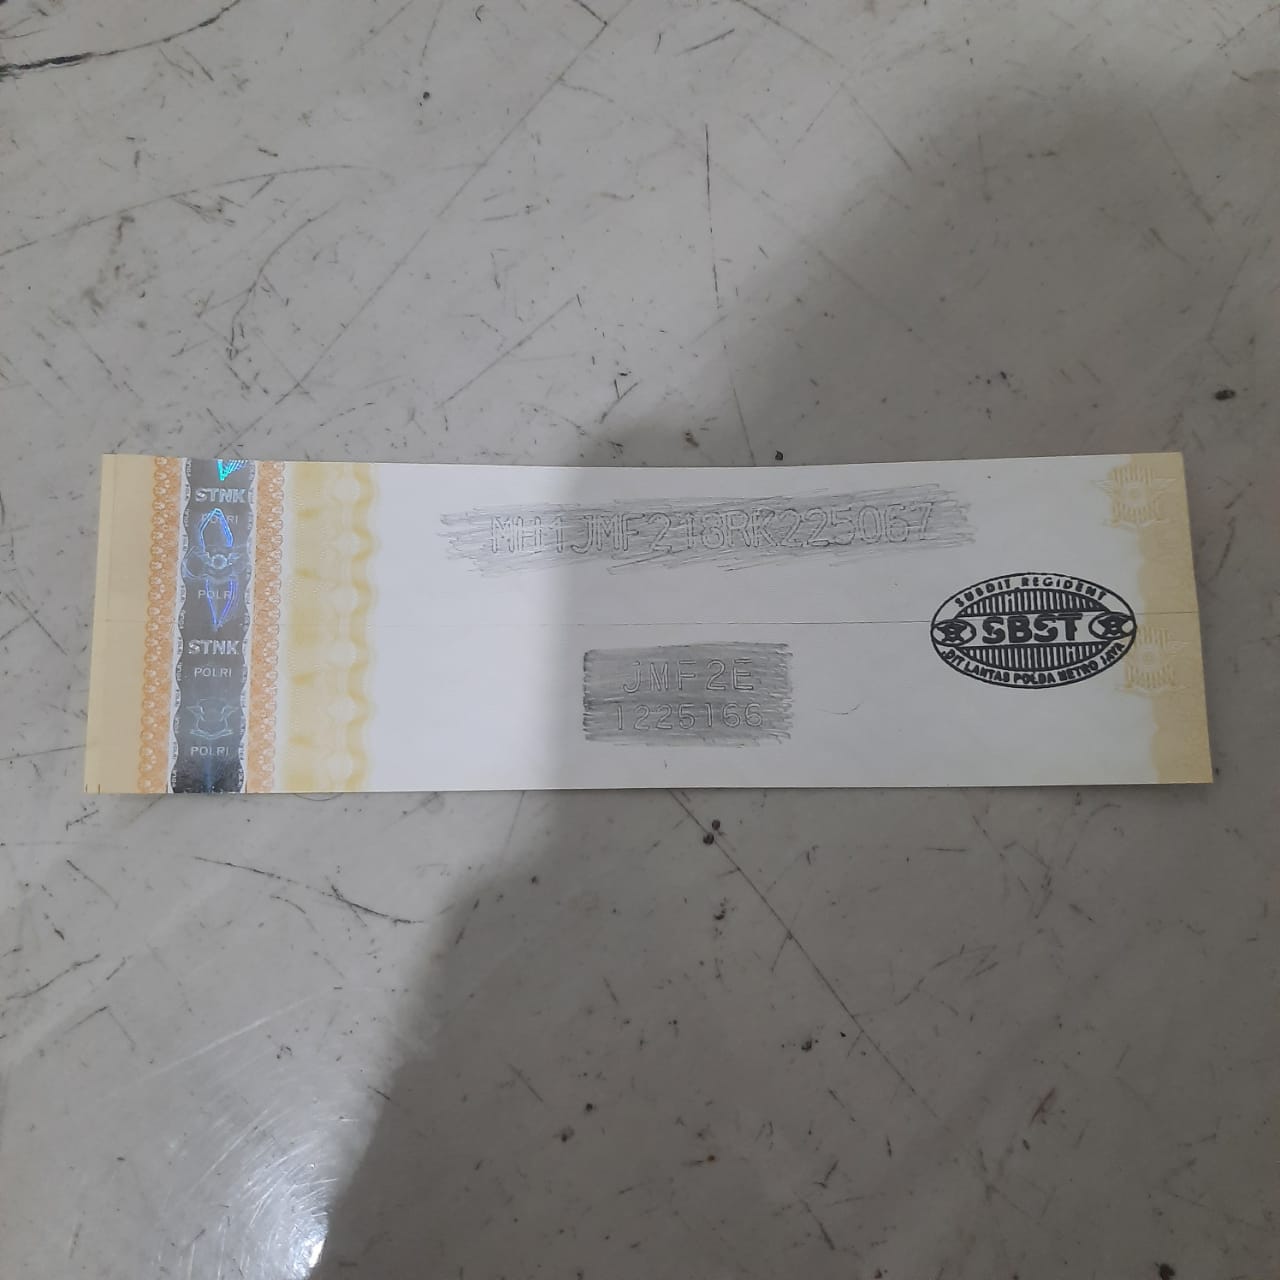 STNK
POLRI
POLRI
STNK
POLRI
POLRI
MH1JMF218RK225067
JMF2E
1225166
SUBDIT REGIDENT
SBST
DIT LANTAS POLDA METRO JAYA